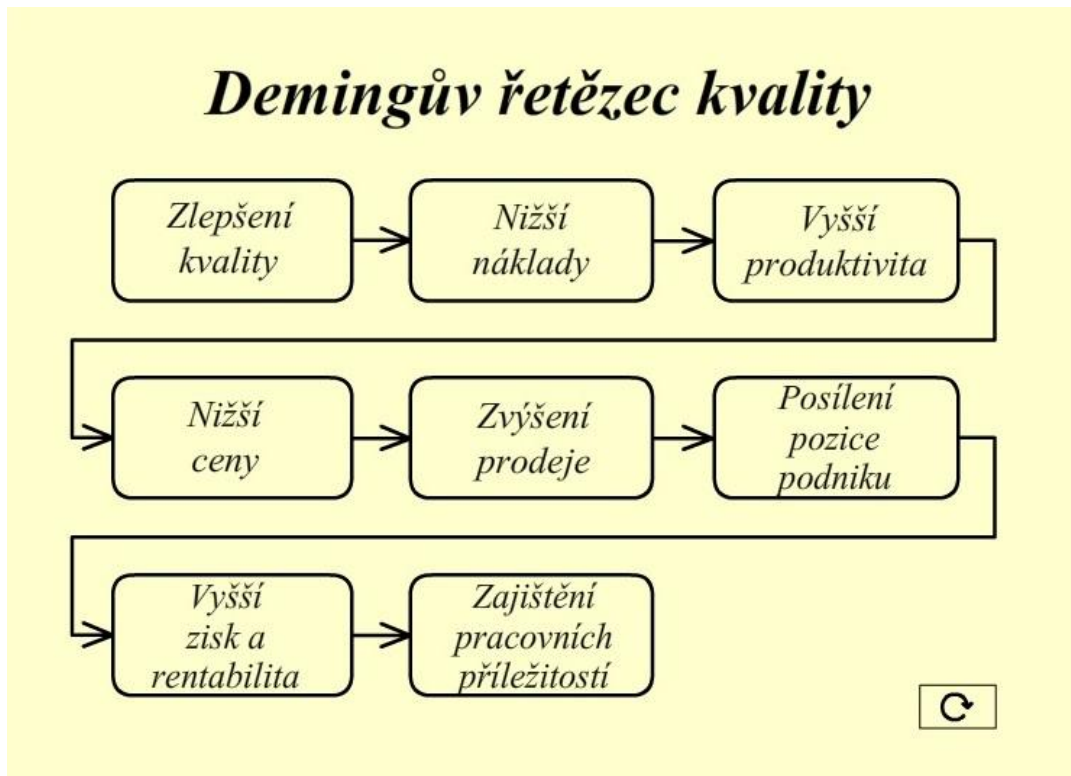 Demingův řetězec kvality
Zlepšení
kvality
Nižší
náklady
Vyšší
produktivita
Nižší
ceny
Zvýšení
prodeje
Posílení
pozice
podniku
Vyšší
zisk a
rentabilita
Zajištění
pracovních
příležitostí